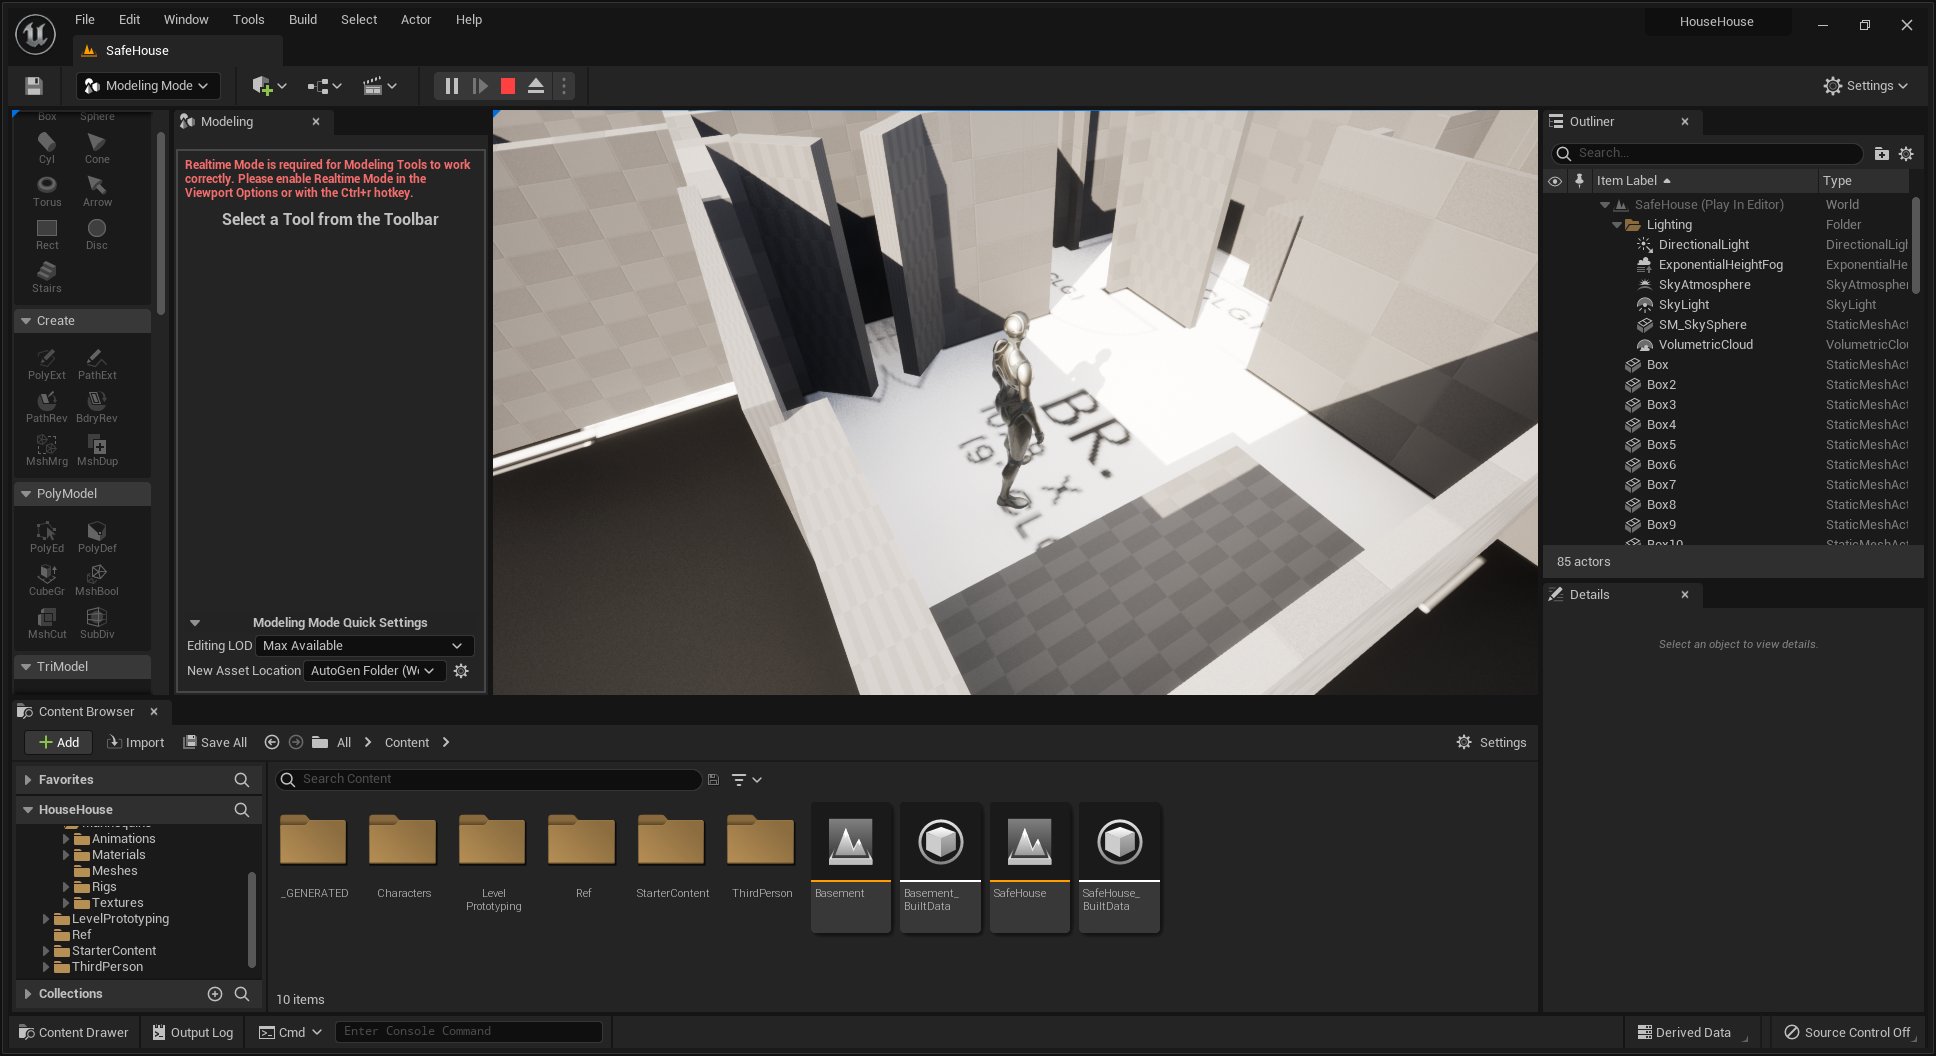 File Edit Window Tools Build Select Actor Help
HouseHouse
SafeHouse
Modeling Mode
Settings
Box Sphere
Cyl Cone
Torus Arrow
Rect Disc
Stairs
Create
PolyExt PathExt
PathRev BdryRev
MshMrg MshDup
PolyModel
PolyEd PolyDef
CubeGr MshBool
MshCut SubDiv
TriModel
Modeling
Realtime Mode is required for Modeling Tools to work
correctly. Please enable Realtime Mode in the
Viewport Options or with the Ctrl+r hotkey.
Select a Tool from the Toolbar
Modeling Mode Quick Settings
Editing LOD Max Available
New Asset Location AutoGen Folder (W
BR.
Outliner
Search...
Item Label Type
SafeHouse (Play In Editor) World
Lighting Folder
DirectionalLight DirectionalLigh
ExponentialHeightFog ExponentialHe
SkyAtmosphere SkyAtmospher
SkyLight SkyLight
SM_SkySphere StaticMeshAct
VolumetricCloud VolumetricClou
Box StaticMeshAct
Box2 StaticMeshAct
Box3 StaticMeshAct
Box4 StaticMeshAct
Box5 StaticMeshAct
Box6 StaticMeshAct
Box7 StaticMeshAct
Box8 StaticMeshAct
Box9 StaticMeshAct
Box10 StaticMeshAct
85 actors
Details
Select an object to view details.
Content Browser
Add Import Save All All Content Settings
Favorites
HouseHouse
Mannequins
Animations
Materials
Meshes
Rigs
Textures
LevelPrototyping
Ref
StarterContent
ThirdPerson
Collections
Search Content
_GENERATED
Characters
Level
Prototyping
Ref
StarterContent
ThirdPerson
Basement
Basement_
BuiltData
SafeHouse
SafeHouse_
BuiltData
10 items
Content Drawer Output Log Cmd Enter Console Command Derived Data Source Control Off